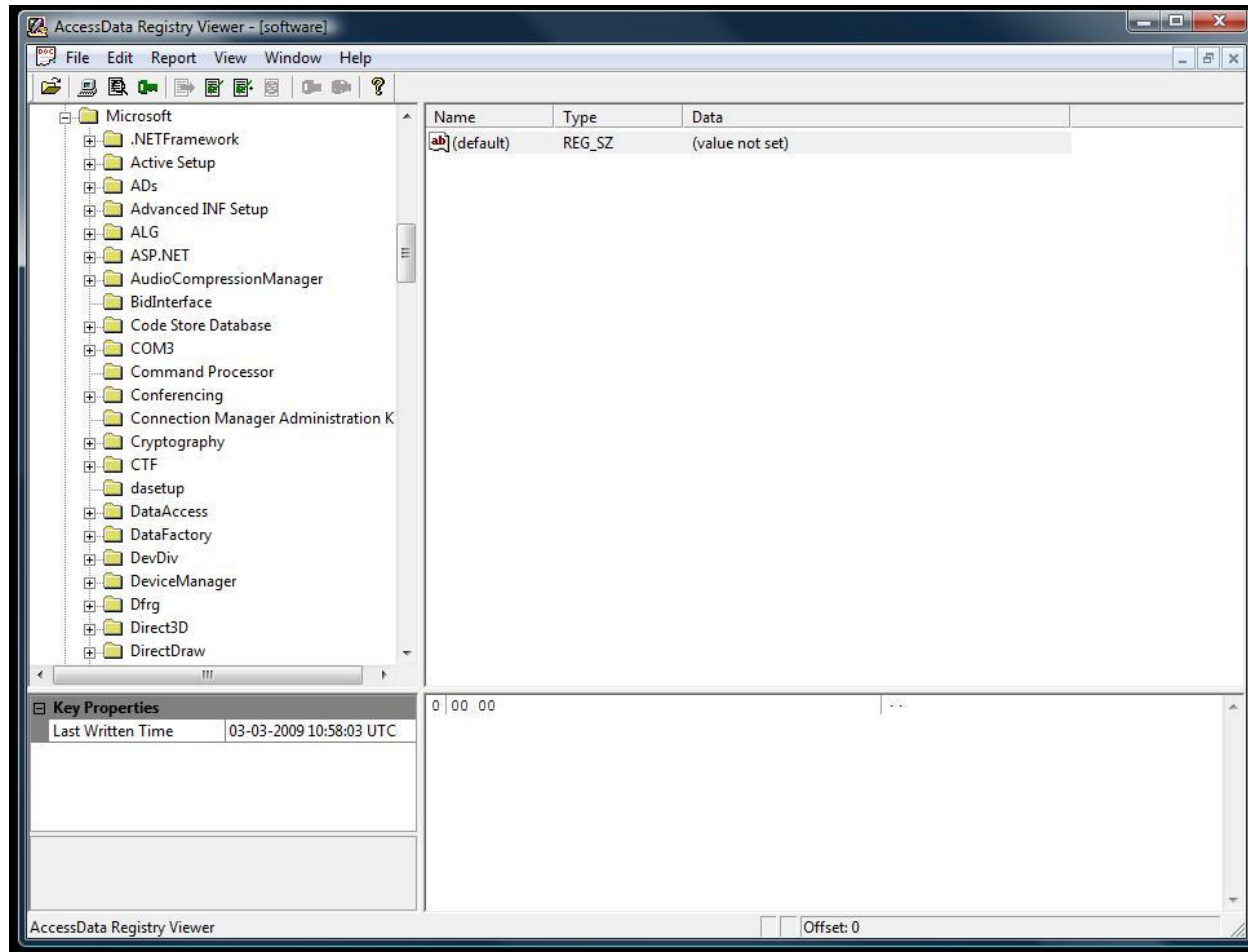 AccessData Registry Viewer - [software]
File Edit Report View Window Help
Microsoft
.NETFramework
Active Setup
ADs
Advanced INF Setup
ALG
ASP.NET
AudioCompressionManager
BidInterface
Code Store Database
COM3
Command Processor
Conferencing
Connection Manager Administration K
Cryptography
CTF
dasetup
DataAccess
DataFactory
DevDiv
DeviceManager
Dfrg
Direct3D
DirectDraw
Name Type Data
ab (default) REG_SZ (value not set)
Key Properties
Last Written Time 03-03-2009 10:58:03 UTC
0 00 00 ..
AccessData Registry Viewer Offset: 0